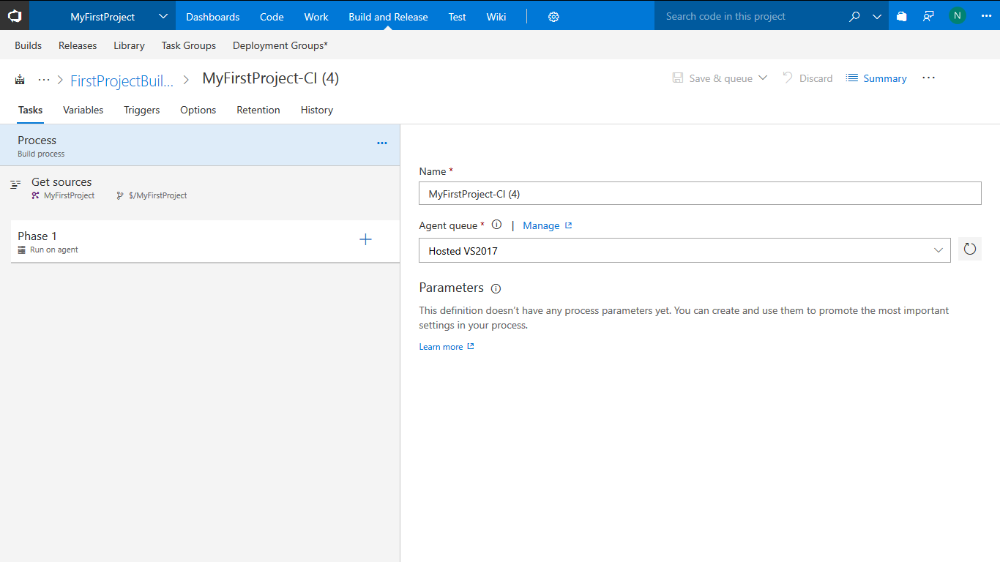 MyFirstProject Dashboards Code Work Build and Release Test Wiki Search code in this project N
Builds Releases Library Task Groups Deployment Groups*
FirstProjectBuil... MyFirstProject-CI (4) Save & queue Discard Summary
Tasks Variables Triggers Options Retention History
Process
Build process
Get sources
MyFirstProject $/MyFirstProject
Phase 1
Run on agent
Name *
MyFirstProject-CI (4)
Agent queue * | Manage
Hosted VS2017
Parameters
This definition doesn't have any process parameters yet. You can create and use them to promote the most important
settings in your process.
Learn more